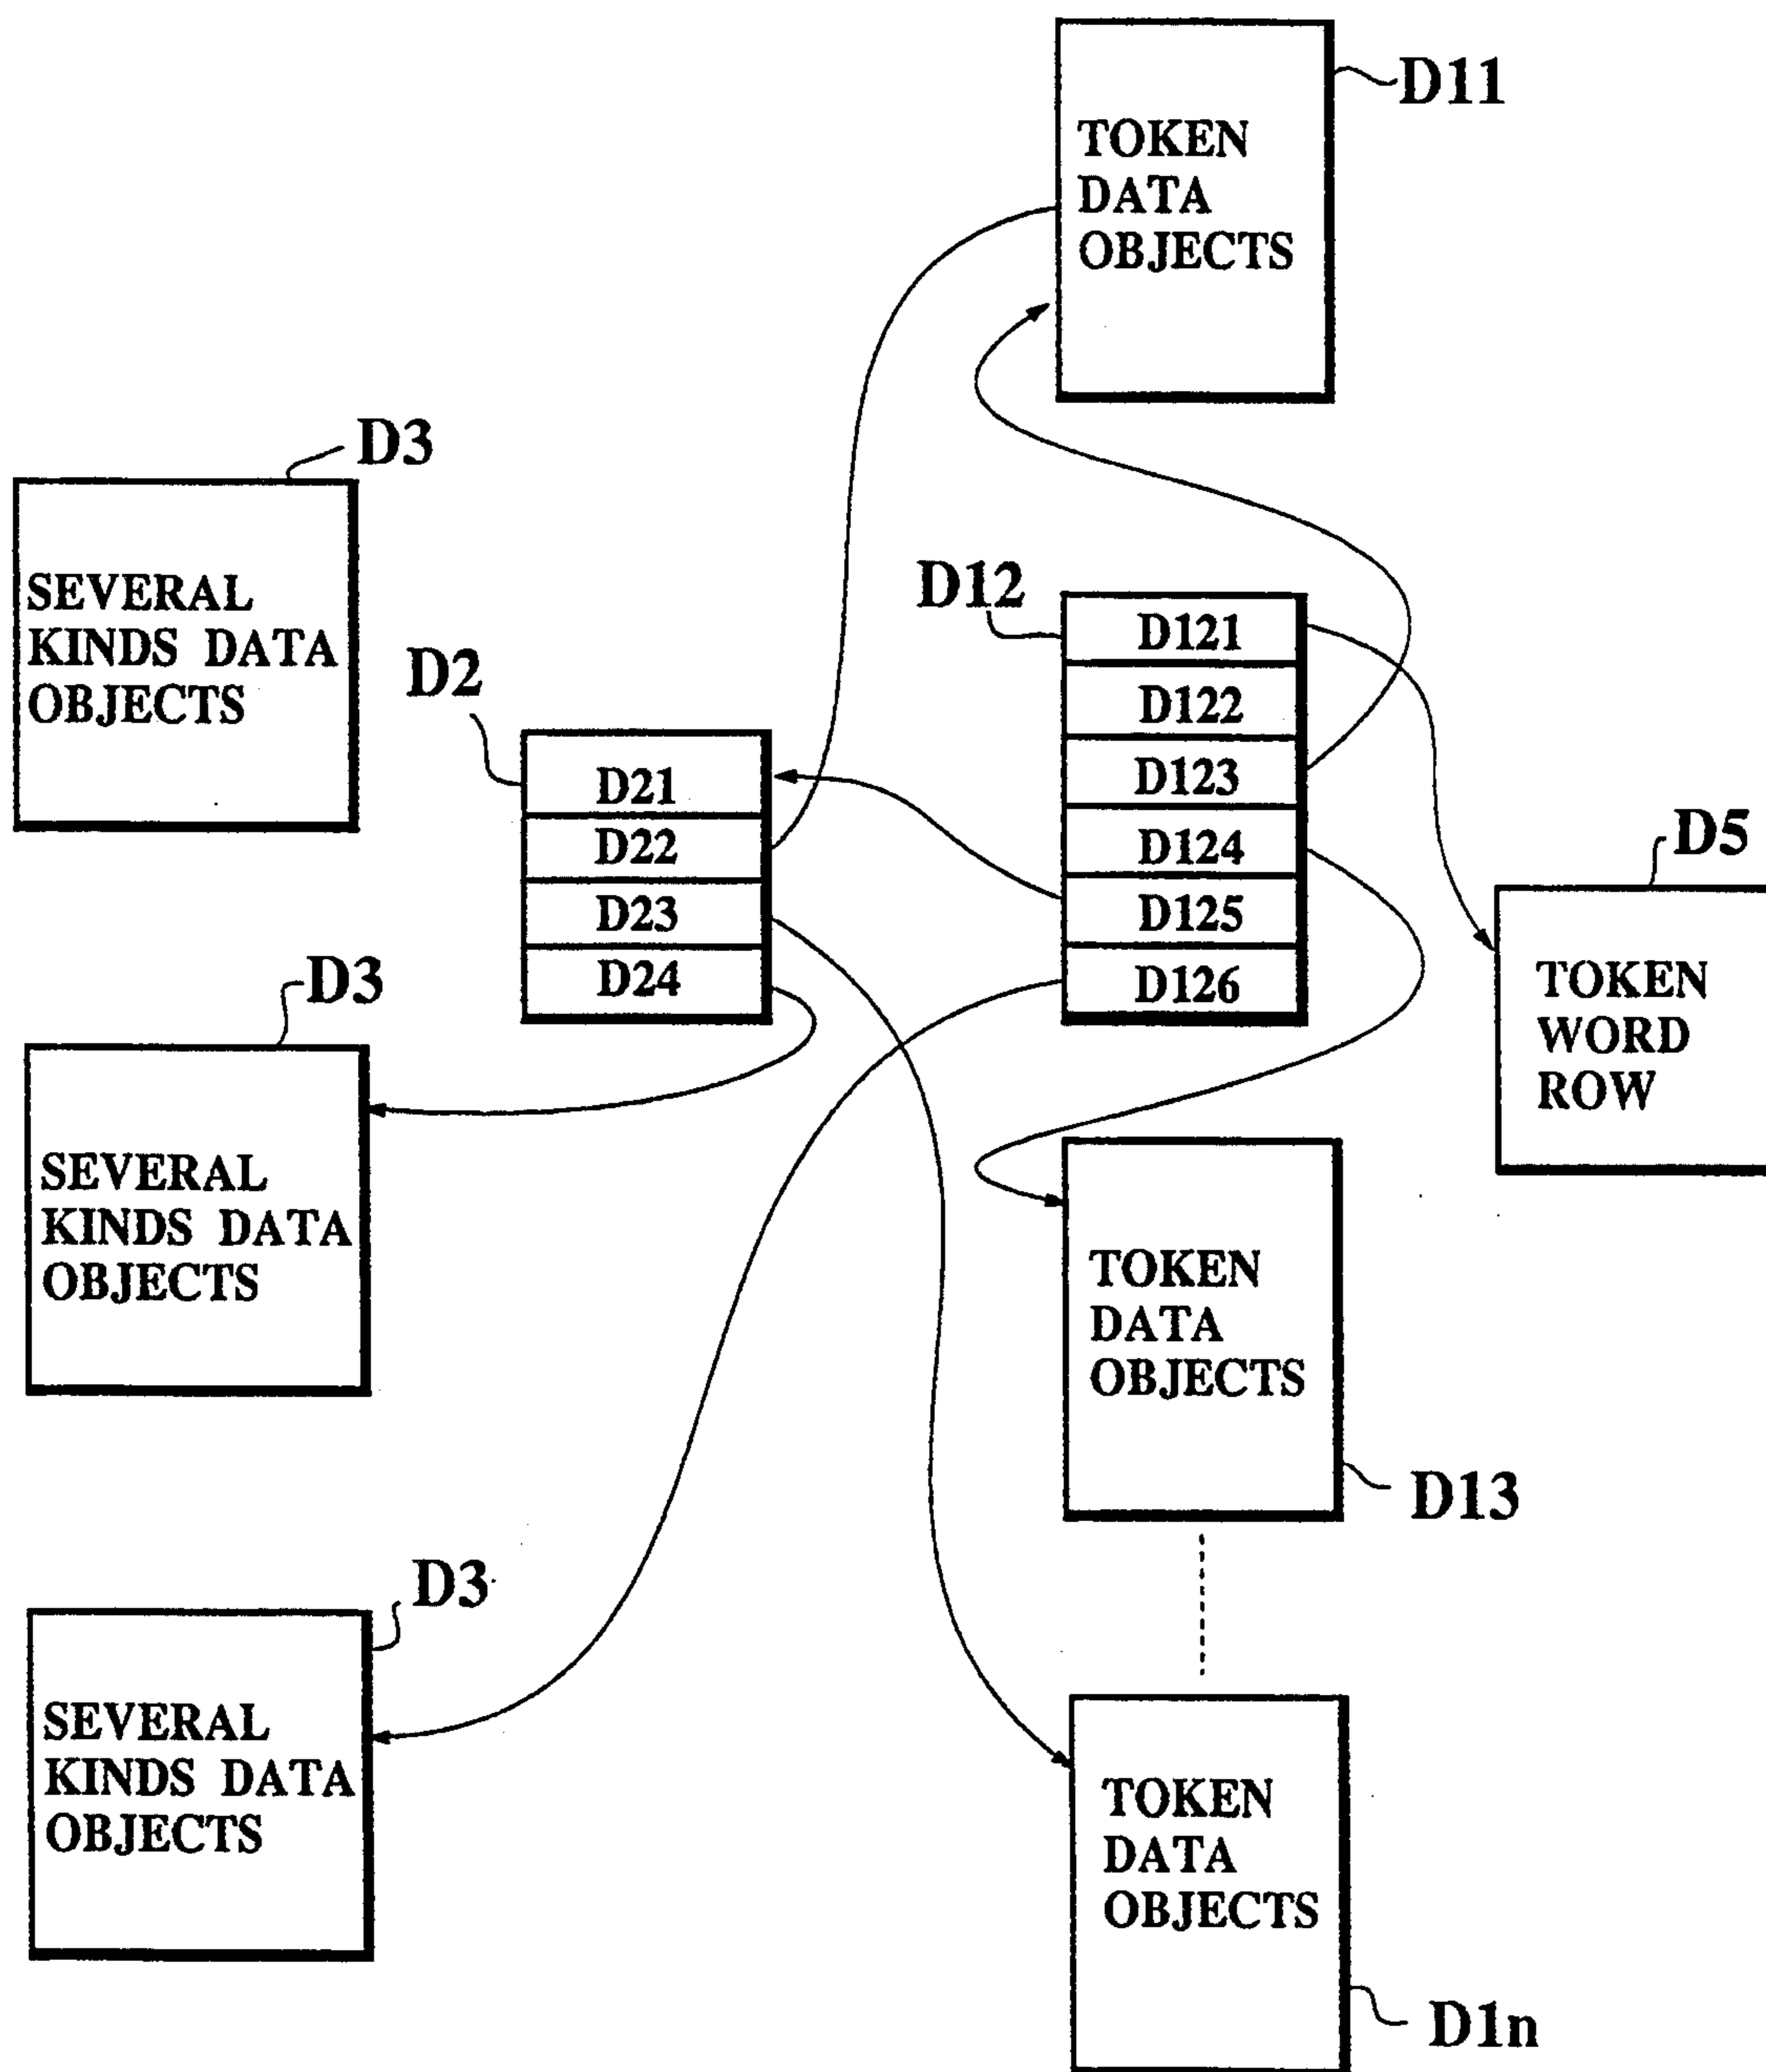 D11
TOKEN
DATA
OBJECTS
D3
SEVERAL
KINDS DATA
OBJECTS
D2
D21
D22
D23
D24
D12
D121
D122
D123
D124
D125
D126
D5
TOKEN
WORD
ROW
D3
SEVERAL
KINDS DATA
OBJECTS
TOKEN
DATA
OBJECTS
D13
D3
SEVERAL
KINDS DATA
OBJECTS
TOKEN
DATA
OBJECTS
D1n